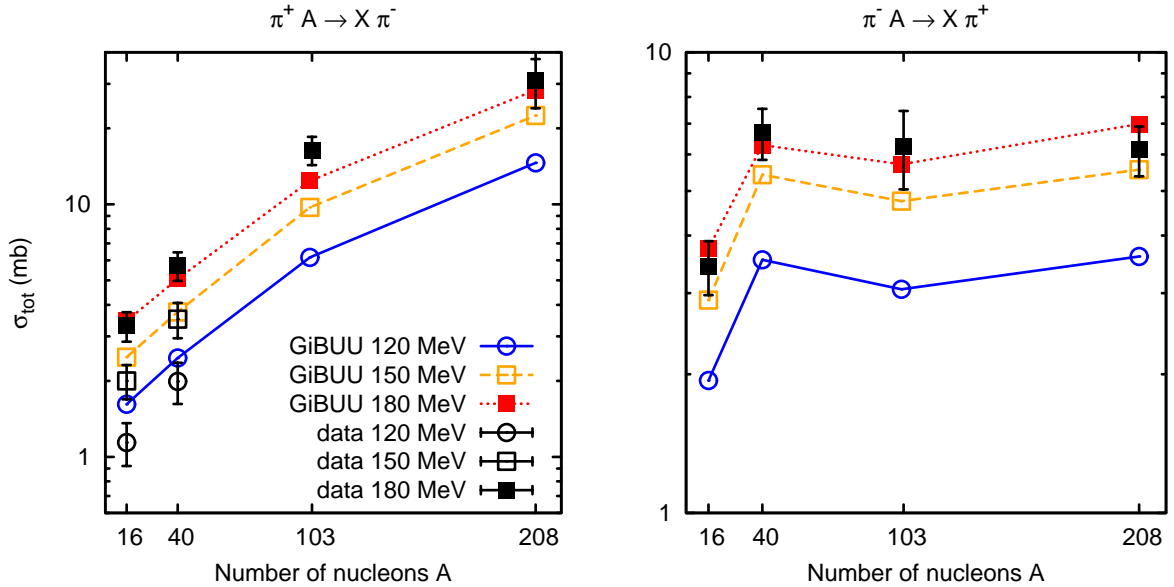 π+ A → X π-
σtot (mb)
10
1
GiBUU 120 MeV
GiBUU 150 MeV
GiBUU 180 MeV
data 120 MeV
data 150 MeV
data 180 MeV
16 40 103 208
Number of nucleons A
π- A → X π+
10
1
16 40 103 208
Number of nucleons A